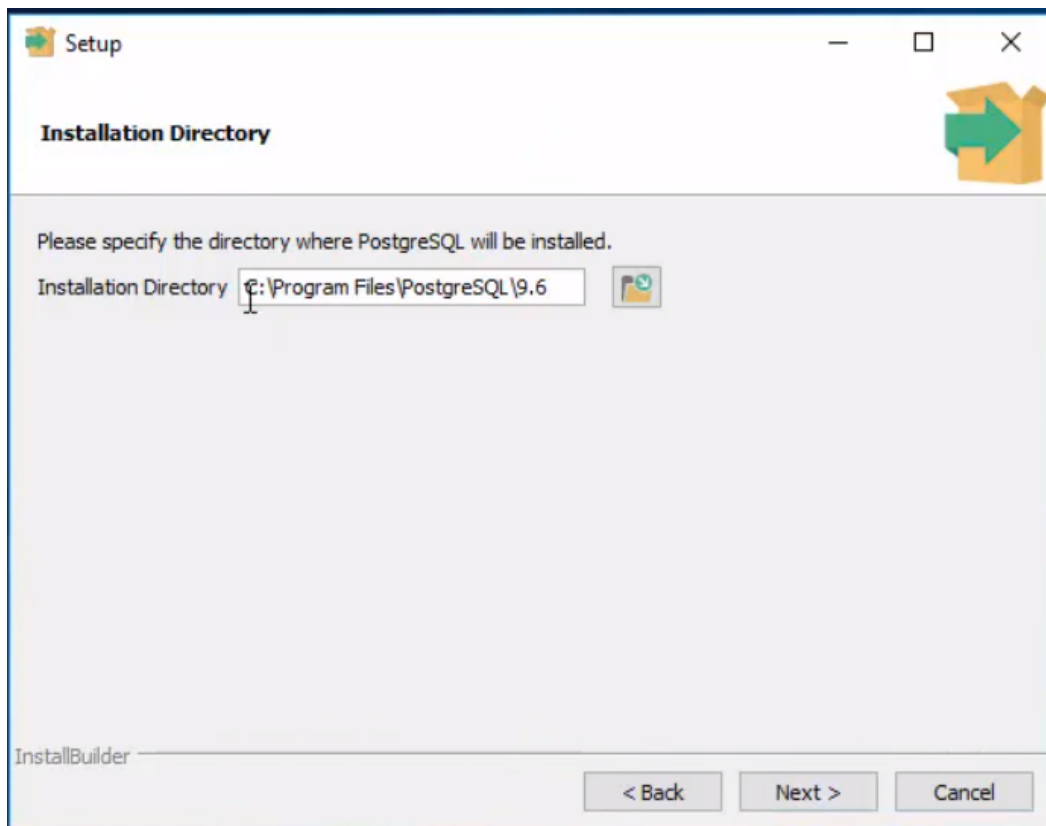 Setup
Installation Directory
Please specify the directory where PostgreSQL will be installed.
Installation Directory C:\Program Files\PostgreSQL\9.6
InstallBuilder
< Back Next > Cancel